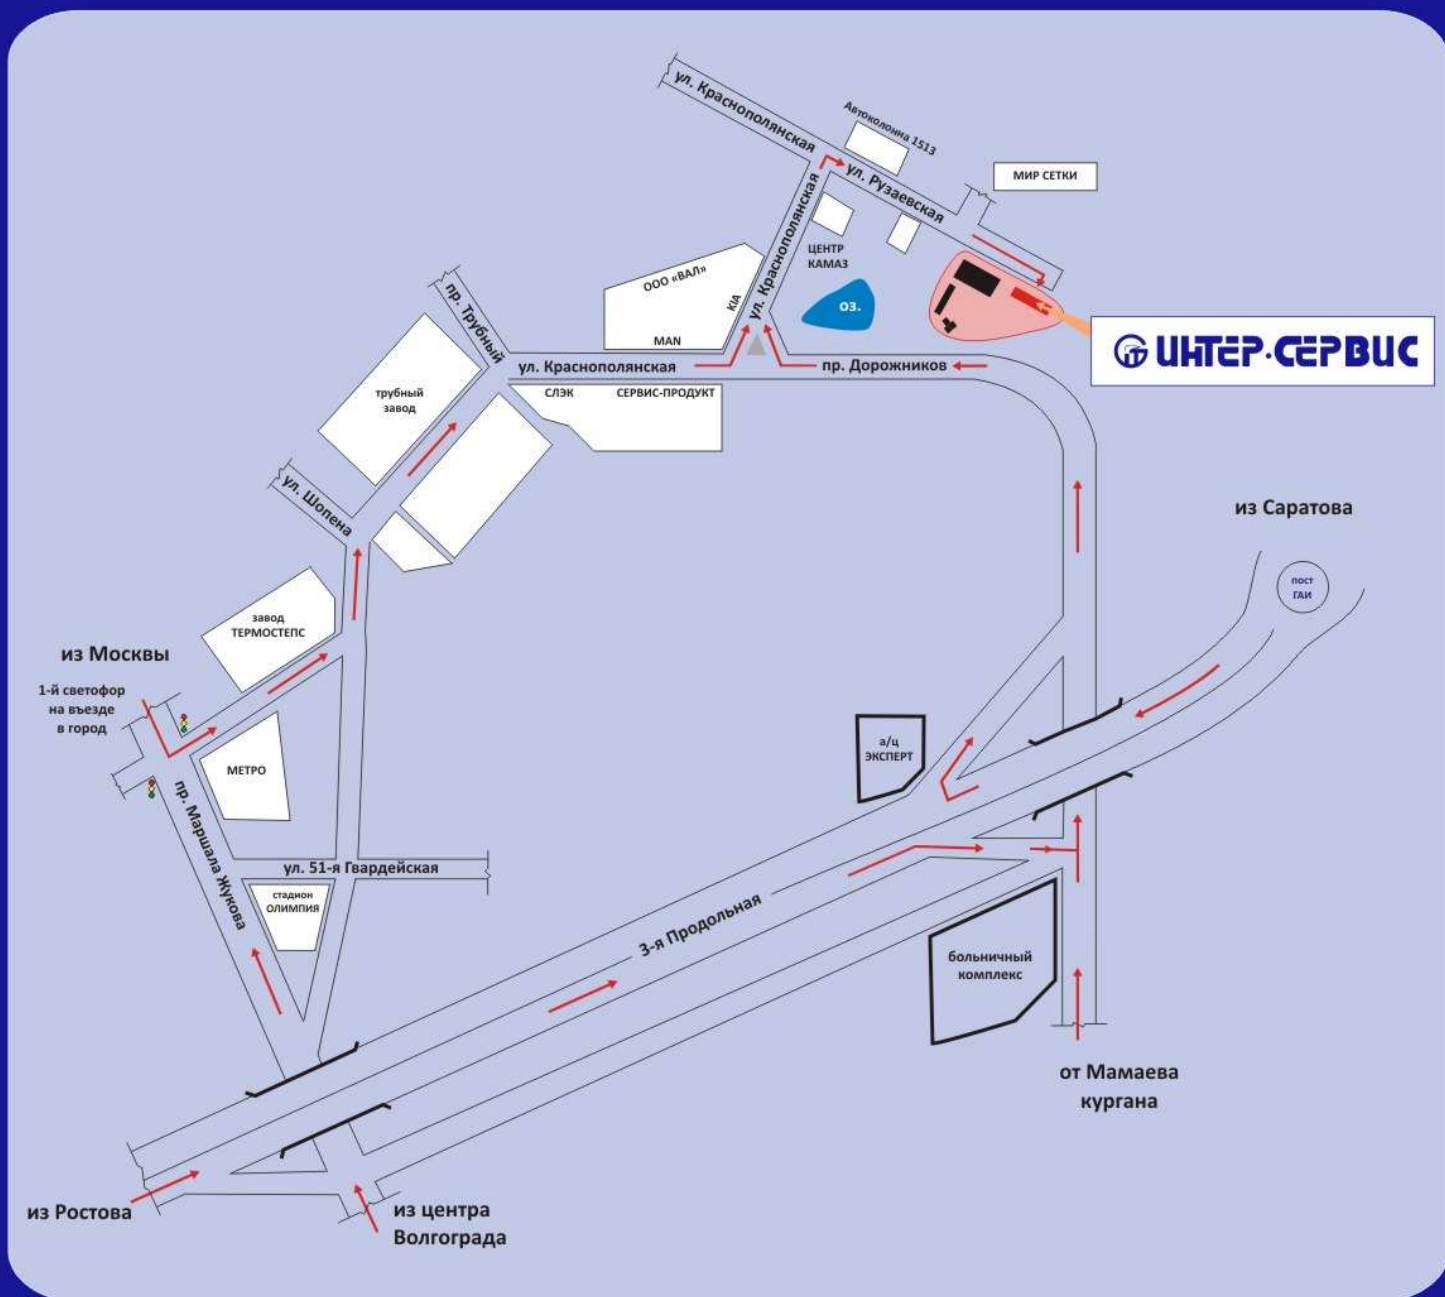 ул. Краснополянская
Автоколонна 1513
ул. Рузаевская
МИР СЕТКИ
ул. Краснополянская
ЦЕНТР
КАМАЗ
ООО «ВАЛ»
KIA
MAN
ОЗ.
ИНТЕР·СЕРВИС
пр. Трубный
ул. Краснополянская
пр. Дорожников
СЛЭК
СЕРВИС-ПРОДУКТ
трубный
завод
ул. Шопена
из Саратова
пост
ГАИ
завод
ТЕРМОСТЕПС
из Москвы
1-й светофор
на въезде
в город
МЕТРО
а/ц
ЭКСПЕРТ
пр. Маршала Жукова
ул. 51-я Гвардейская
стадион
ОЛИМПИЯ
3-я Продольная
больничный
комплекс
от Мамаева
кургана
из Ростова
из центра
Волгограда